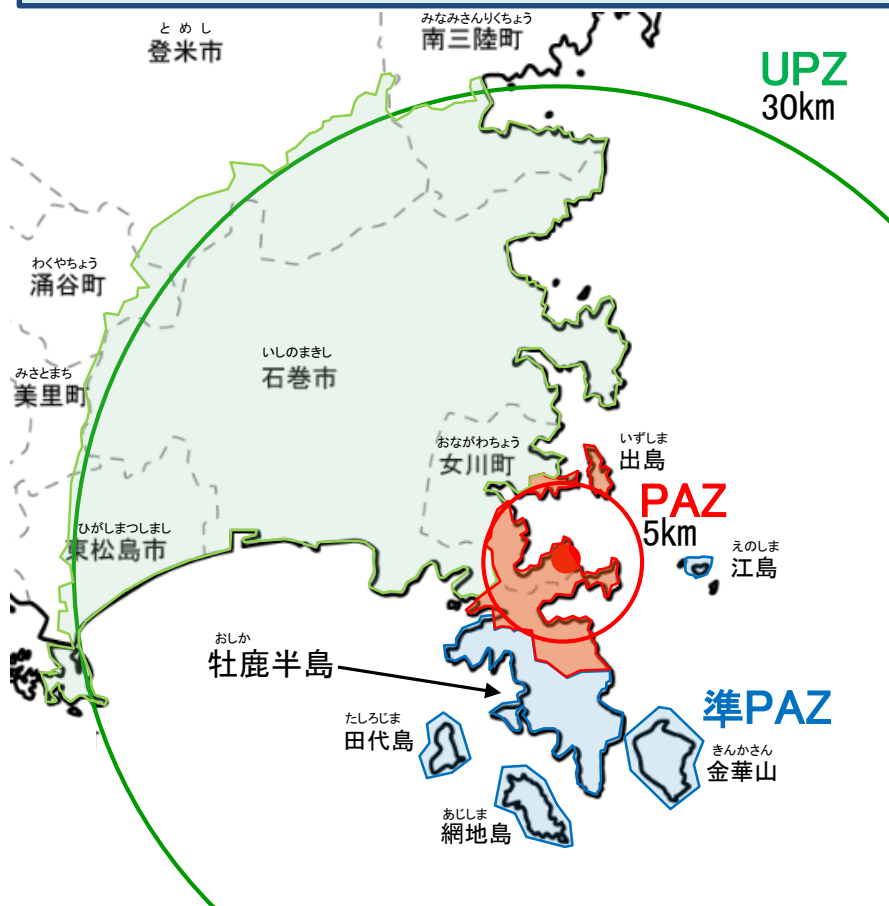 とめし
登米市
みなみさんりくちょう
南三陸町
UPZ
30km
わくやちょう
涌谷町
いしのまきし
石巻市
みさとまち
美里町
おながわちょう
女川町
いずしま
出島
PAZ
5km
ひがしまつしまし
東松島市
えのしま
江島
おしか
牡鹿半島
準PAZ
たしろじま
田代島
きんかさん
金華山
あじしま
網地島